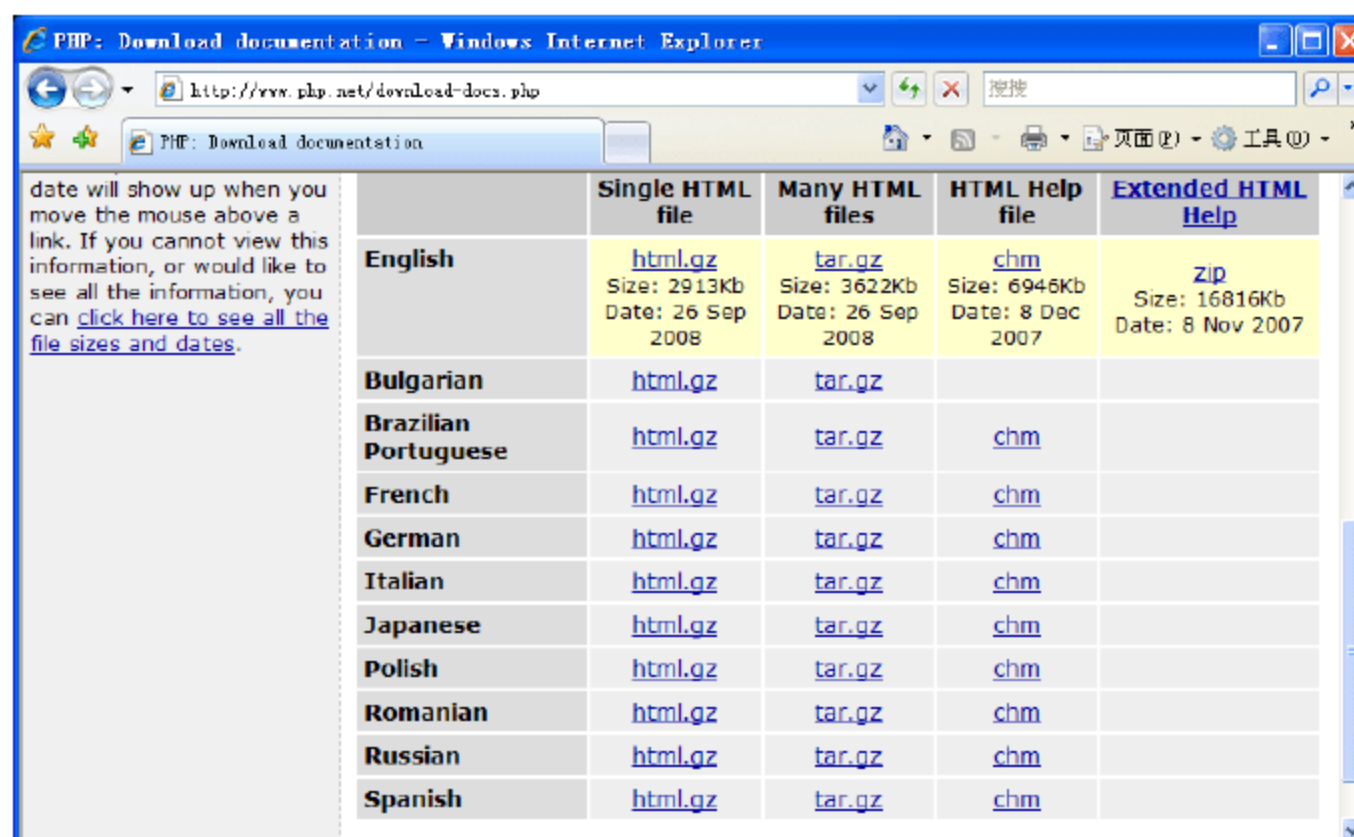 PHP: Download documentation - Windows Internet Explorer
http://www.php.net/download-docs.php
搜搜
PHP: Download documentation
页面(P)
工具(O)
date will show up when you
move the mouse above a
link. If you cannot view this
information, or would like to
see all the information, you
can click here to see all the
file sizes and dates.
Single HTML file
Many HTML files
HTML Help file
Extended HTML Help
English
html.gz
Size: 2913Kb
Date: 26 Sep
2008
tar.gz
Size: 3622Kb
Date: 26 Sep
2008
chm
Size: 6946Kb
Date: 8 Dec
2007
zip
Size: 16816Kb
Date: 8 Nov 2007
Bulgarian html.gz tar.gz
Brazilian
Portuguese html.gz tar.gz chm
French html.gz tar.gz chm
German html.gz tar.gz chm
Italian html.gz tar.gz chm
Japanese html.gz tar.gz chm
Polish html.gz tar.gz chm
Romanian html.gz tar.gz chm
Russian html.gz tar.gz chm
Spanish html.gz tar.gz chm